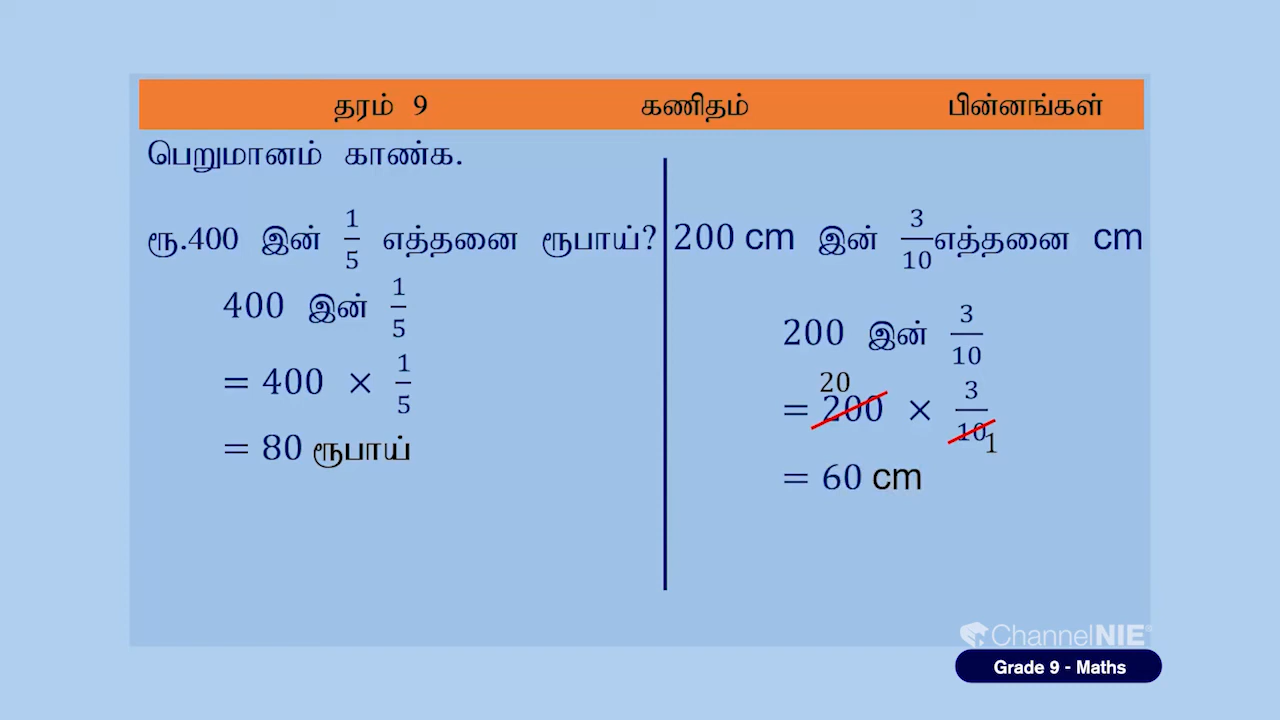 தரம் 9 கணிதம் பின்னங்கள்
பெறுமானம் காண்க.
ரூ.400 இன் 1/5 எத்தனை ரூபாய்?
400 இன் 1/5
= 400 × 1/5
= 80 ரூபாய்
200 cm இன் 3/10 எத்தனை cm
200 இன் 3/10
20
= 200 × 3/10
1
= 60 cm
ChannelNIE
Grade 9 - Maths